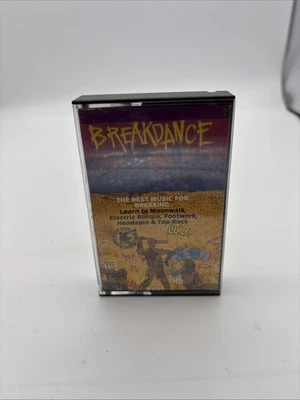 BREAKDANCE
THE BEST MUSIC FOR
BREAKING
Learn to Moonwalk,
Electric Boogie, Footwork,
Headspin & Top-Rock